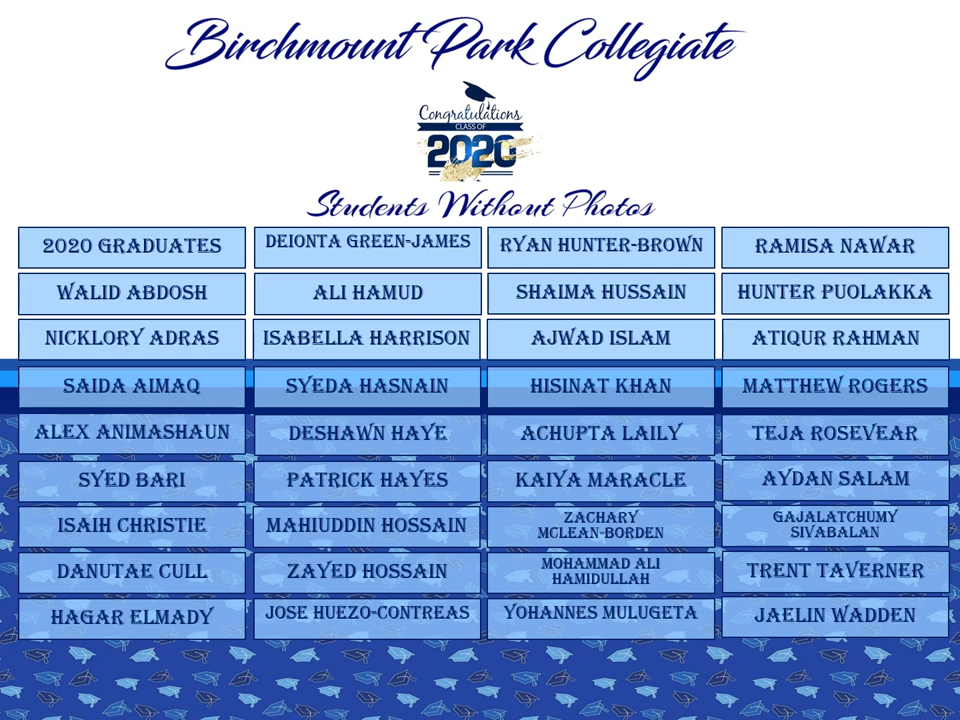 Birchmount Park Collegiate
Congratulations
CLASS OF
2020
Students Without Photos
2020 GRADUATES
WALID ABDOSH
NICKLORY ADRAS
SAIDA AIMAQ
ALEX ANIMASHAUN
SYED BARI
ISAIH CHRISTIE
DANUTAE CULL
HAGAR ELMADY
DEIONTA GREEN-JAMES
ALI HAMUD
ISABELLA HARRISON
SYEDA HASNAIN
DESHAWN HAYE
PATRICK HAYES
MAHIUDDIN HOSSAIN
ZAYED HOSSAIN
JOSE HUEZO-CONTREAS
RYAN HUNTER-BROWN
SHAIMA HUSSAIN
AJWAD ISLAM
HISINAT KHAN
ACHUPTA LAILY
KAIYA MARACLE
ZACHARY
MCLEAN-BORDEN
MOHAMMAD ALI
HAMIDULLAH
YOHANNES MULUGETA
RAMISA NAWAR
HUNTER PUOLAKKA
ATIQUR RAHMAN
MATTHEW ROGERS
TEJA ROSEVEAR
AYDAN SALAM
GAJALATCHUMY
SIVABALAN
TRENT TAVERNER
JAELIN WADDEN